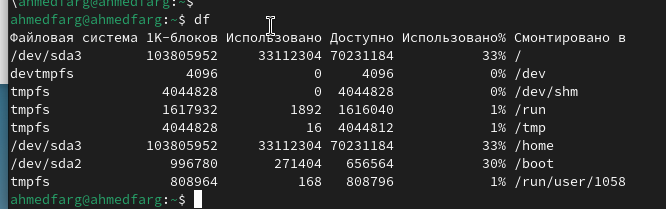 \ahmedfarg@ahmedfarg:~$
ahmedfarg@ahmedfarg:~$ df
Файловая система 1K-блоков Использовано Доступно Использовано% Смонтировано в
/dev/sda3 103805952 33112304 70231184 33% /
devtmpfs 4096 0 4096 0% /dev
tmpfs 4044828 0 4044828 0% /dev/shm
tmpfs 1617932 1892 1616040 1% /run
tmpfs 4044828 16 4044812 1% /tmp
/dev/sda3 103805952 33112304 70231184 33% /home
/dev/sda2 996780 271404 656564 30% /boot
tmpfs 808964 168 808796 1% /run/user/1058
ahmedfarg@ahmedfarg:~$